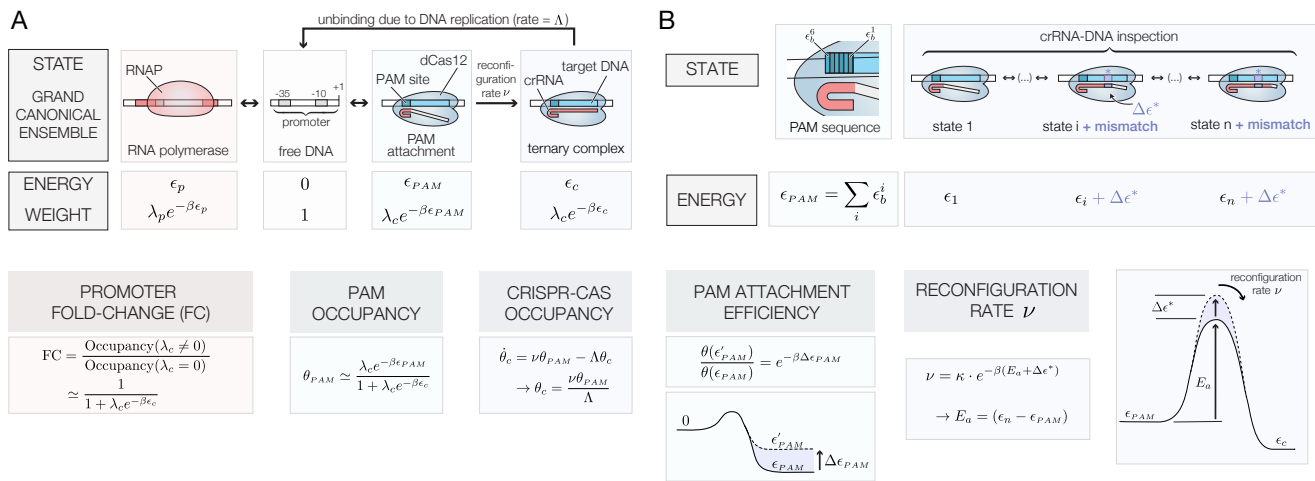 A
unbinding due to DNA replication (rate = Λ)
STATE
GRAND
CANONICAL
ENSEMBLE
RNAP
RNA polymerase
-35
-10
+1
promoter
free DNA
dCas12
PAM site
PAM
attachment
reconfi-
guration
rate ν
crRNA
target DNA
ternary complex
ENERGY
ϵ_p
0
ϵ_PAM
ϵ_c
WEIGHT
λ_p e^{-βϵ_p}
1
λ_c e^{-βϵ_PAM}
λ_c e^{-βϵ_c}
PROMOTER
FOLD-CHANGE (FC)
FC = Occupancy(λ_c ≠ 0) / Occupancy(λ_c = 0)
≃ 1 / (1 + λ_c e^{-βϵ_c})
PAM
OCCUPANCY
θ_PAM ≃ λ_c e^{-βϵ_PAM} / (1 + λ_c e^{-βϵ_c})
CRISPR-CAS
OCCUPANCY
θ̇_c = νθ_PAM − Λθ_c
→ θ_c = νθ_PAM / Λ
B
STATE
ϵ_b^6
ϵ_b^1
PAM sequence
crRNA-DNA inspection
(...)
(...)
*
*
Δϵ*
state 1
state i + mismatch
state n + mismatch
ENERGY
ϵ_PAM = ∑_i ϵ_b^i
ϵ_1
ϵ_i + Δϵ*
ϵ_n + Δϵ*
PAM ATTACHMENT
EFFICIENCY
θ(ϵ'_PAM) / θ(ϵ_PAM) = e^{-βΔϵ_PAM}
0
ϵ'_PAM
ϵ_PAM
Δϵ_PAM
RECONFIGURATION
RATE ν
ν = κ · e^{-β(E_a+Δϵ*)}
→ E_a = (ϵ_n − ϵ_PAM)
reconfiguration
rate ν
Δϵ*
E_a
ϵ_PAM
ϵ_c